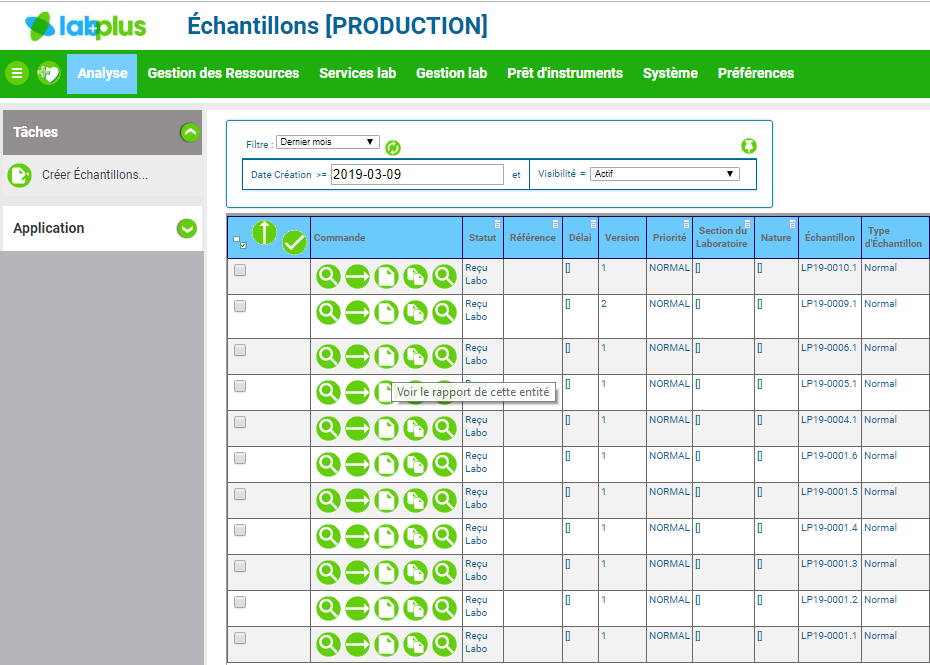 labplus
Échantillons [PRODUCTION]
Analyse Gestion des Ressources Services lab Gestion lab Prêt d'instruments Système Préférences
Tâches
Créer Échantillons...
Application
Filtre : Dernier mois
Date Création >= 2019-03-09 et Visibilité = Actif
Commande Statut Référence Délai Version Priorité Section du Laboratoire Nature Échantillon Type d'Échantillon
Reçu Labo [] 1 NORMAL [] [] LP19-0010.1 Normal
Reçu Labo [] 2 NORMAL [] [] LP19-0009.1 Normal
Reçu Labo [] 1 NORMAL [] [] LP19-0006.1 Normal
Voir le rapport de cette entité [] 1 NORMAL [] [] LP19-0005.1 Normal
Reçu Labo [] 1 NORMAL [] [] LP19-0004.1 Normal
Reçu Labo [] 1 NORMAL [] [] LP19-0001.6 Normal
Reçu Labo [] 1 NORMAL [] [] LP19-0001.5 Normal
Reçu Labo [] 1 NORMAL [] [] LP19-0001.4 Normal
Reçu Labo [] 1 NORMAL [] [] LP19-0001.3 Normal
Reçu Labo [] 1 NORMAL [] [] LP19-0001.2 Normal
Reçu Labo [] 1 NORMAL [] [] LP19-0001.1 Normal